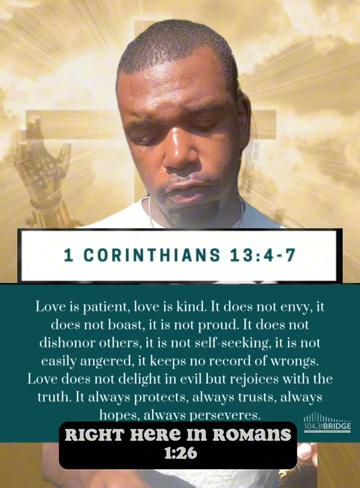 1 CORINTHIANS 13:4-7
Love is patient, love is kind. It does not envy, it
does not boast, it is not proud. It does not
dishonor others, it is not self-seeking, it is not
easily angered, it keeps no record of wrongs.
Love does not delight in evil but rejoices with the
truth. It always protects, always trusts, always
hopes, always perseveres.
104.3 BRIDGE
RIGHT HERE IN ROMANS
1:26